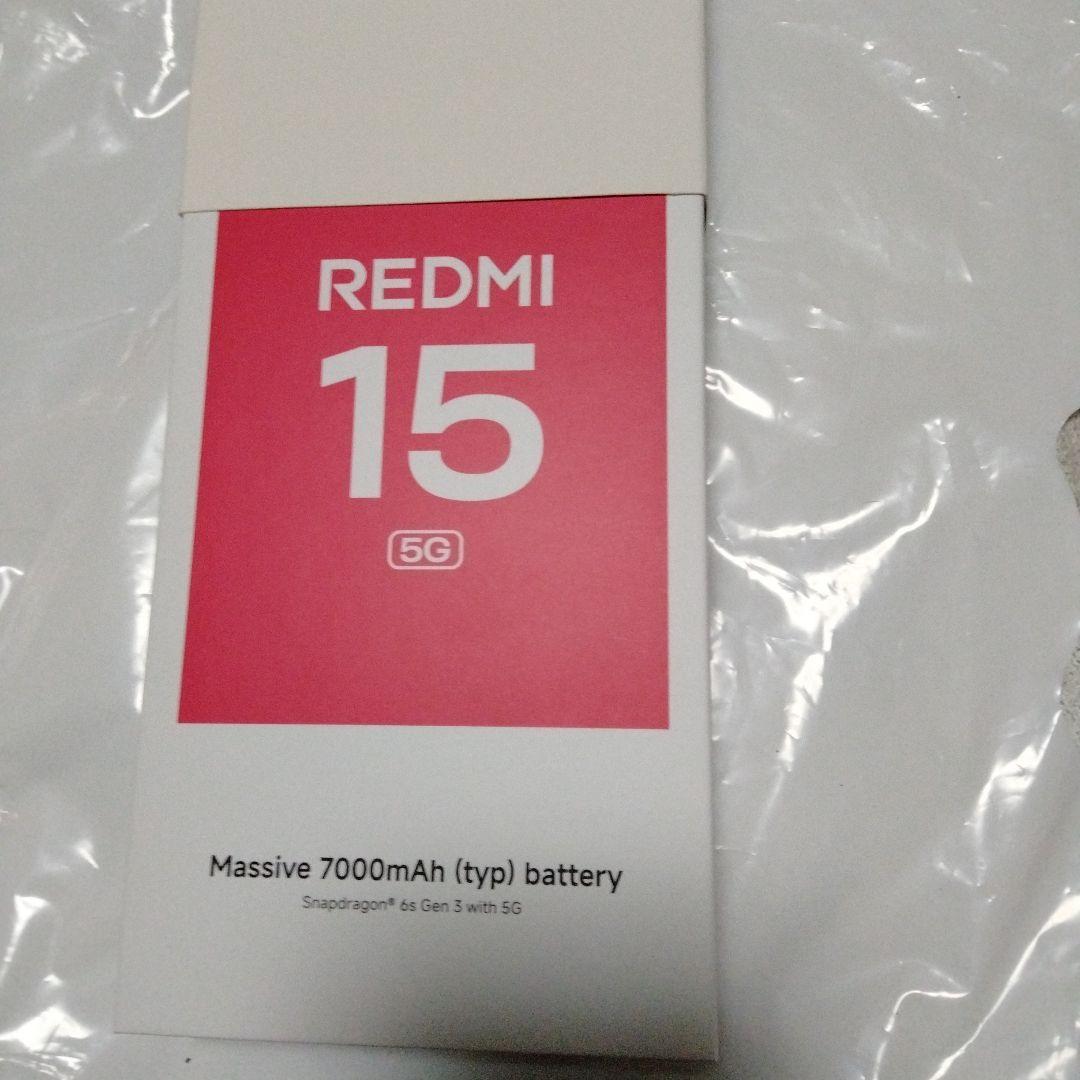 REDMI
15
5G
Massive 7000mAh (typ) battery
Snapdragon® 6s Gen 3 with 5G